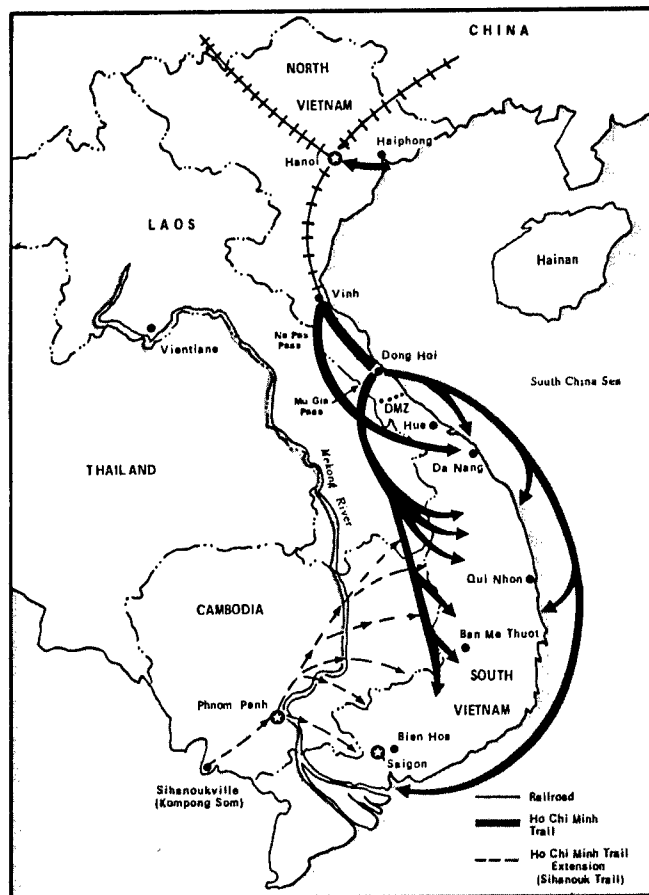 CHINA
NORTH
VIETNAM
Haiphong
Hanoi
LAOS
Hainan
Vinh
Vientiane
Na Pas
Pass
Dong Hoi
South China Sea
Mu Gia
Pass
DMZ
Hue
Da Nang
THAILAND
Mekong River
Qui Nhon
CAMBODIA
Ban Me Thuot
SOUTH
VIETNAM
Phnom Penh
Bien Hoa
Saigon
Sihanoukville
(Kompong Som)
Railroad
Ho Chi Minh
Trail
Ho Chi Minh Trail
Extension
(Sihanouk Trail)